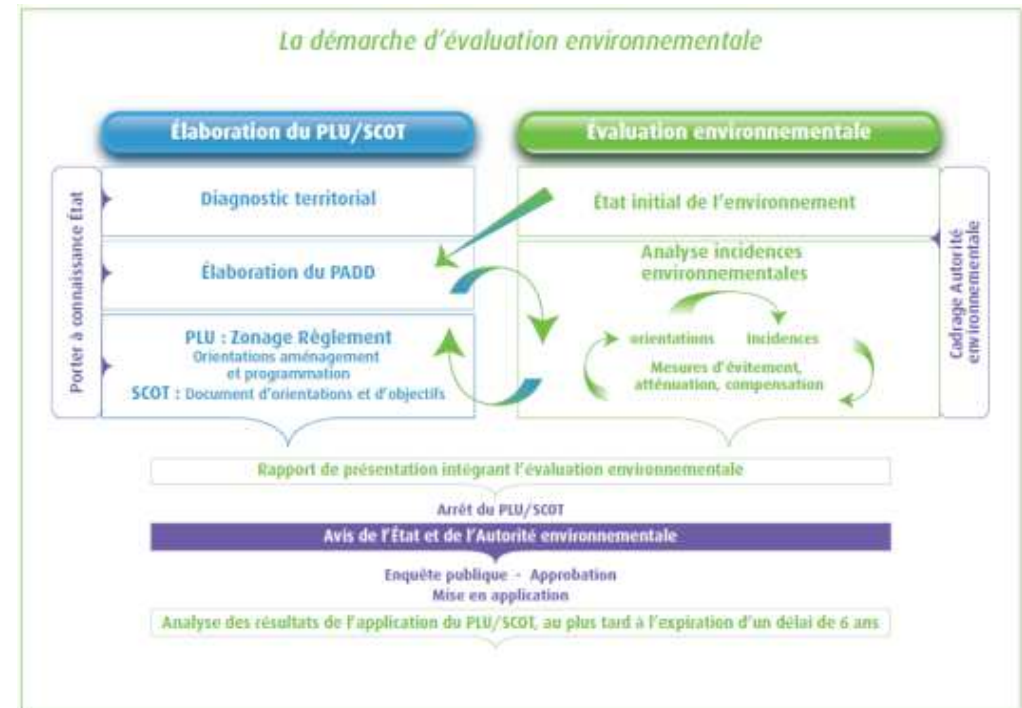 La démarche d'évaluation environnementale
Élaboration du PLU/SCOT
Évaluation environnementale
Porter à connaissance État
Diagnostic territorial
Élaboration du PADD
PLU : Zonage Règlement
Orientations aménagement
et programmation
SCOT : Document d'orientations et d'objectifs
État initial de l'environnement
Analyse incidences
environnementales
orientations
Incidences
Mesures d'évitement,
atténuation, compensation
Cadrage Autorité
environnementale
Rapport de présentation intégrant l'évaluation environnementale
Arrêt du PLU/SCOT
Avis de l'État et de l'Autorité environnementale
Enquête publique - Approbation
Mise en application
Analyse des résultats de l'application du PLU/SCOT, au plus tard à l'expiration d'un délai de 6 ans